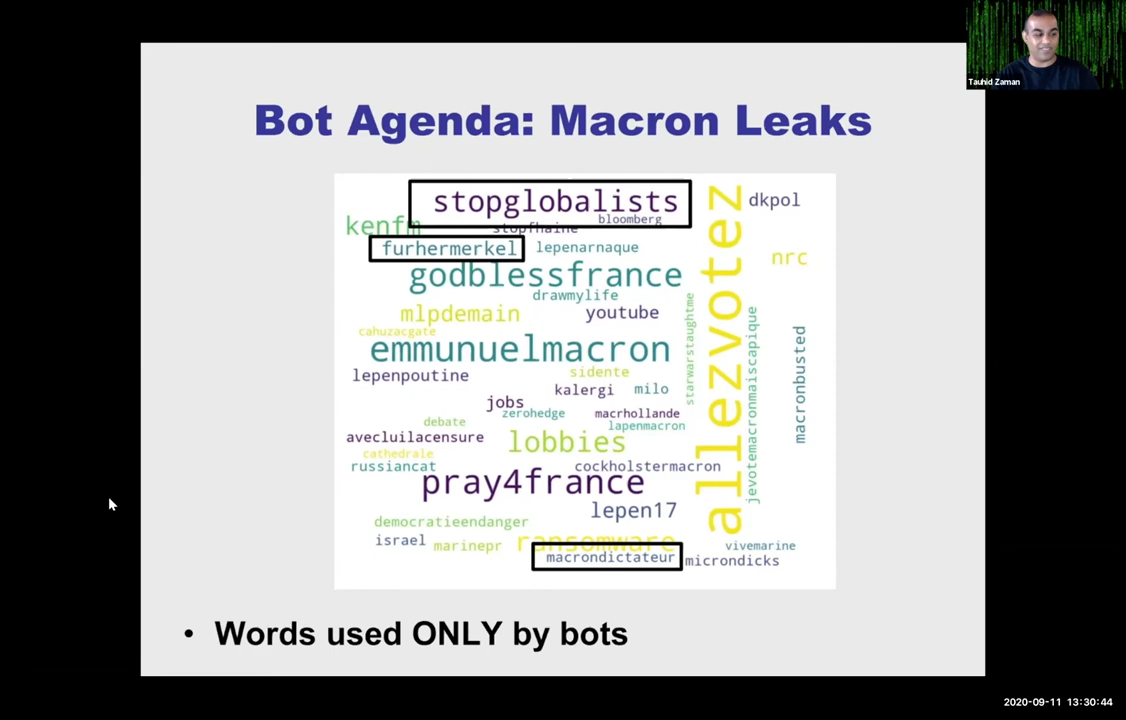 Tauhid Zaman
Bot Agenda: Macron Leaks
stopglobalists
bloomberg
kenfm
stopfhaine
furhermerkel
lepenarnaque
godblessfrance
drawmylife
mlpdemain
youtube
cahuzacgate
emmunuelmacron
lepenpoutine
sidente
kalergi
milo
jobs
zerohedge
macrhollande
debate
lapenmacron
avecluilacensure
lobbies
cathedrale
russiancat
cockholstermacron
pray4france
lepen17
democratieendanger
israel
marinepr
ransomware
macrondictateur
starwarstaughtme
allezvotez
jevotemacronmaiscapique
dkpol
nrc
macronbusted
vivemarine
microndicks
• Words used ONLY by bots
2020-09-11 13:30:44